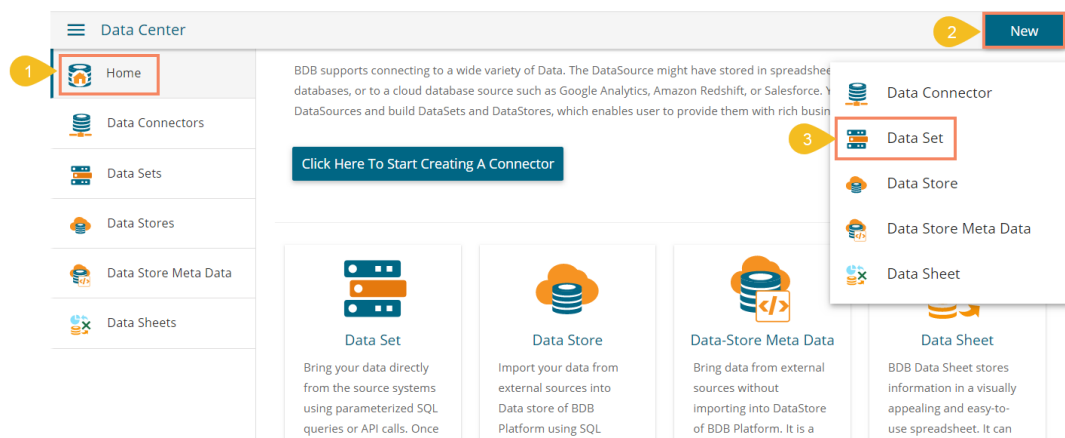 Data Center
2
New
1
Home
Data Connectors
Data Sets
Data Stores
Data Store Meta Data
Data Sheets
BDB supports connecting to a wide variety of Data. The DataSource might have stored in spreadshee
databases, or to a cloud database source such as Google Analytics, Amazon Redshift, or Salesforce.
DataSources and build DataSets and DataStores, which enables user to provide them with rich busin
Click Here To Start Creating A Connector
Data Connector
3
Data Set
Data Store
Data Store Meta Data
Data Sheet
Data Set
Bring your data directly
from the source systems
using parameterized SQL
queries or API calls. Once
Data Store
Import your data from
external sources into
Data store of BDB
Platform using SQL
Data-Store Meta Data
Bring data from external
sources without
importing into DataStore
of BDB Platform. It is a
Data Sheet
BDB Data Sheet stores
information in a visually
appealing and easy-to-
use spreadsheet. It can